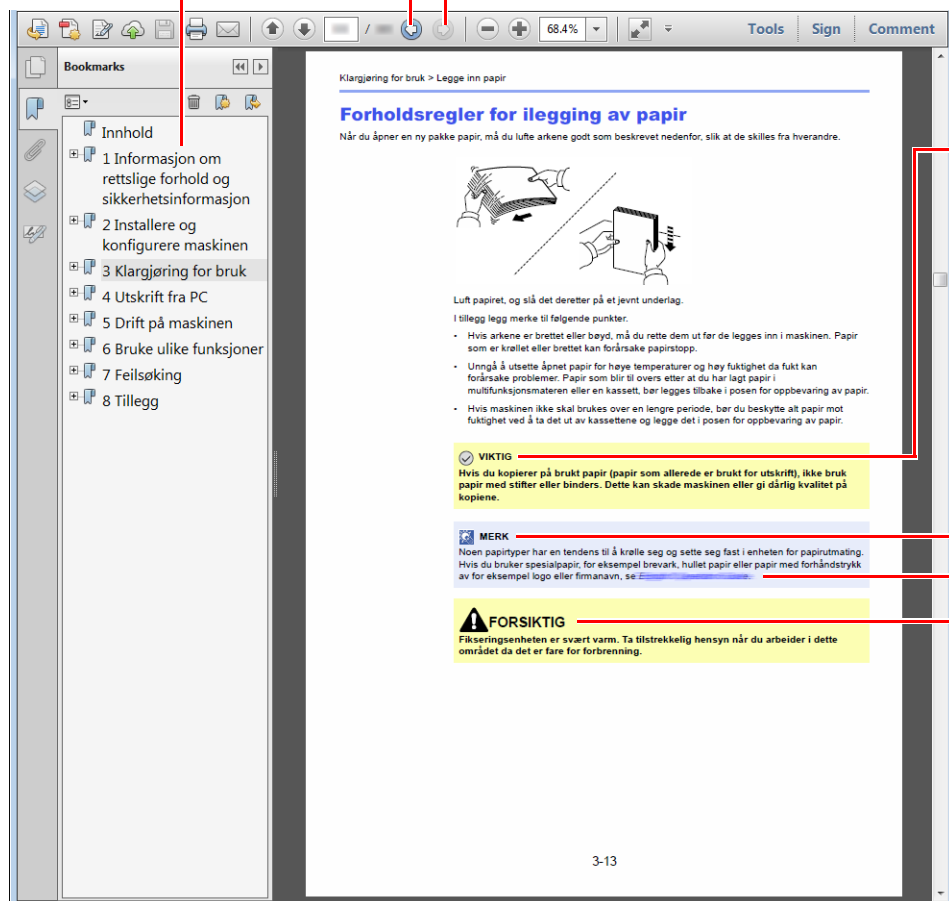 68.4%
Tools Sign Comment
Bookmarks
Innhold
1 Informasjon om
rettslige forhold og
sikkerhetsinformasjon
2 Installere og
konfigurere maskinen
3 Klargjøring for bruk
4 Utskrift fra PC
5 Drift på maskinen
6 Bruke ulike funksjoner
7 Feilsøking
8 Tillegg
Klargjøring for bruk > Legge inn papir
Forholdsregler for ilegging av papir
Når du åpner en ny pakke papir, må du lufte arkene godt som beskrevet nedenfor, slik at de skilles fra hverandre.
Luft papiret, og slå det deretter på et jevnt underlag.
I tillegg legg merke til følgende punkter.
• Hvis arkene er brettet eller bøyd, må du rette dem ut før de legges inn i maskinen. Papir
som er krøllet eller brettet kan forårsake papirstopp.
• Unngå å utsette åpnet papir for høye temperaturer og høy fuktighet da fukt kan
forårsake problemer. Papir som blir til overs etter at du har lagt papir i
multifunksjonsmateren eller en kassett, bør legges tilbake i posen for oppbevaring av papir.
• Hvis maskinen ikke skal brukes over en lengre periode, bør du beskytte alt papir mot
fuktighet ved å ta det ut av kassettene og legge det i posen for oppbevaring av papir.
VIKTIG
Hvis du kopierer på brukt papir (papir som allerede er brukt for utskrift), ikke bruk
papir med stifter eller binders. Dette kan skade maskinen eller gi dårlig kvalitet på
kopiene.
MERK
Noen papirtyper har en tendens til å krølle seg og sette seg fast i enheten for papirutmating.
Hvis du bruker spesialpapir, for eksempel brevark, hullet papir eller papir med forhåndstrykk
av for eksempel logo eller firmanavn, se
FORSIKTIG
Fikseringsenheten er svært varm. Ta tilstrekkelig hensyn når du arbeider i dette
området da det er fare for forbrenning.
3-13